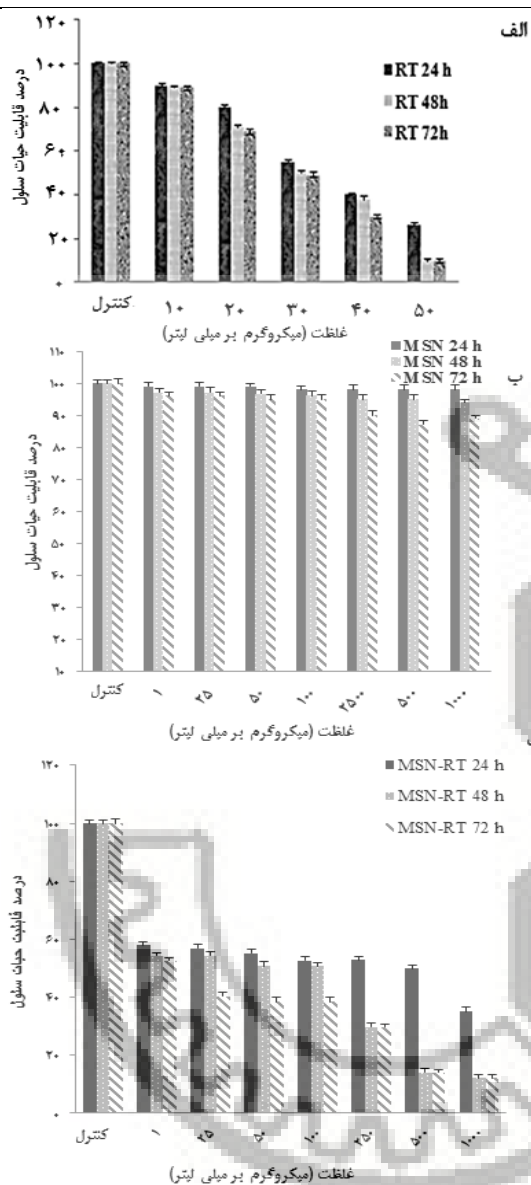 الف
۱۲۰
۱۰۰
۸۰
۶۰
۴۰
۲۰
۰
درصد قابلیت حیات سلول
RT 24 h
RT 48h
RT 72h
کنترل ۱۰ ۲۰ ۳۰ ۴۰ ۵۰
غلظت (میکروگرم بر میلی لیتر)
ب
MSN 24 h
MSN 48 h
MSN 72 h
۱۱۰
۱۰۰
۹۰
۸۰
۷۰
۶۰
۵۰
۴۰
۳۰
۲۰
۱۰
درصد قابلیت حیات سلول
کنترل ۱ ۲۵ ۵۰ ۱۰۰ ۲۵۰۰ ۵۰۰ ۱۰۰۰
غلظت (میکروگرم بر میلی لیتر)
MSN-RT 24 h
MSN-RT 48 h
MSN-RT 72 h
۱۲۰
۱۰۰
۸۰
۶۰
۴۰
۲۰
۰
درصد قابلیت حیات سلول
کنترل ۱ ۲۵ ۵۰ ۱۰۰ ۲۵۰ ۵۰۰ ۱۰۰۰
غلظت (میکروگرم بر میلی لیتر)